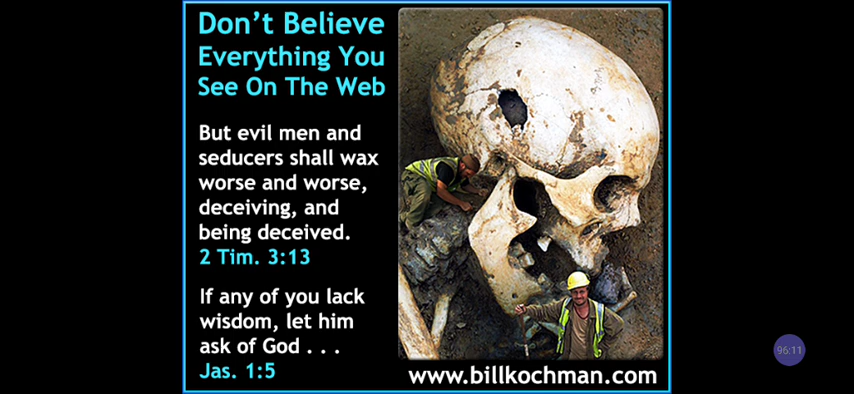 Don't Believe
Everything You
See On The Web
But evil men and
seducers shall wax
worse and worse,
deceiving, and
being deceived.
2 Tim. 3:13
If any of you lack
wisdom, let him
ask of God . . .
Jas. 1:5
www.billkochman.com
96:11